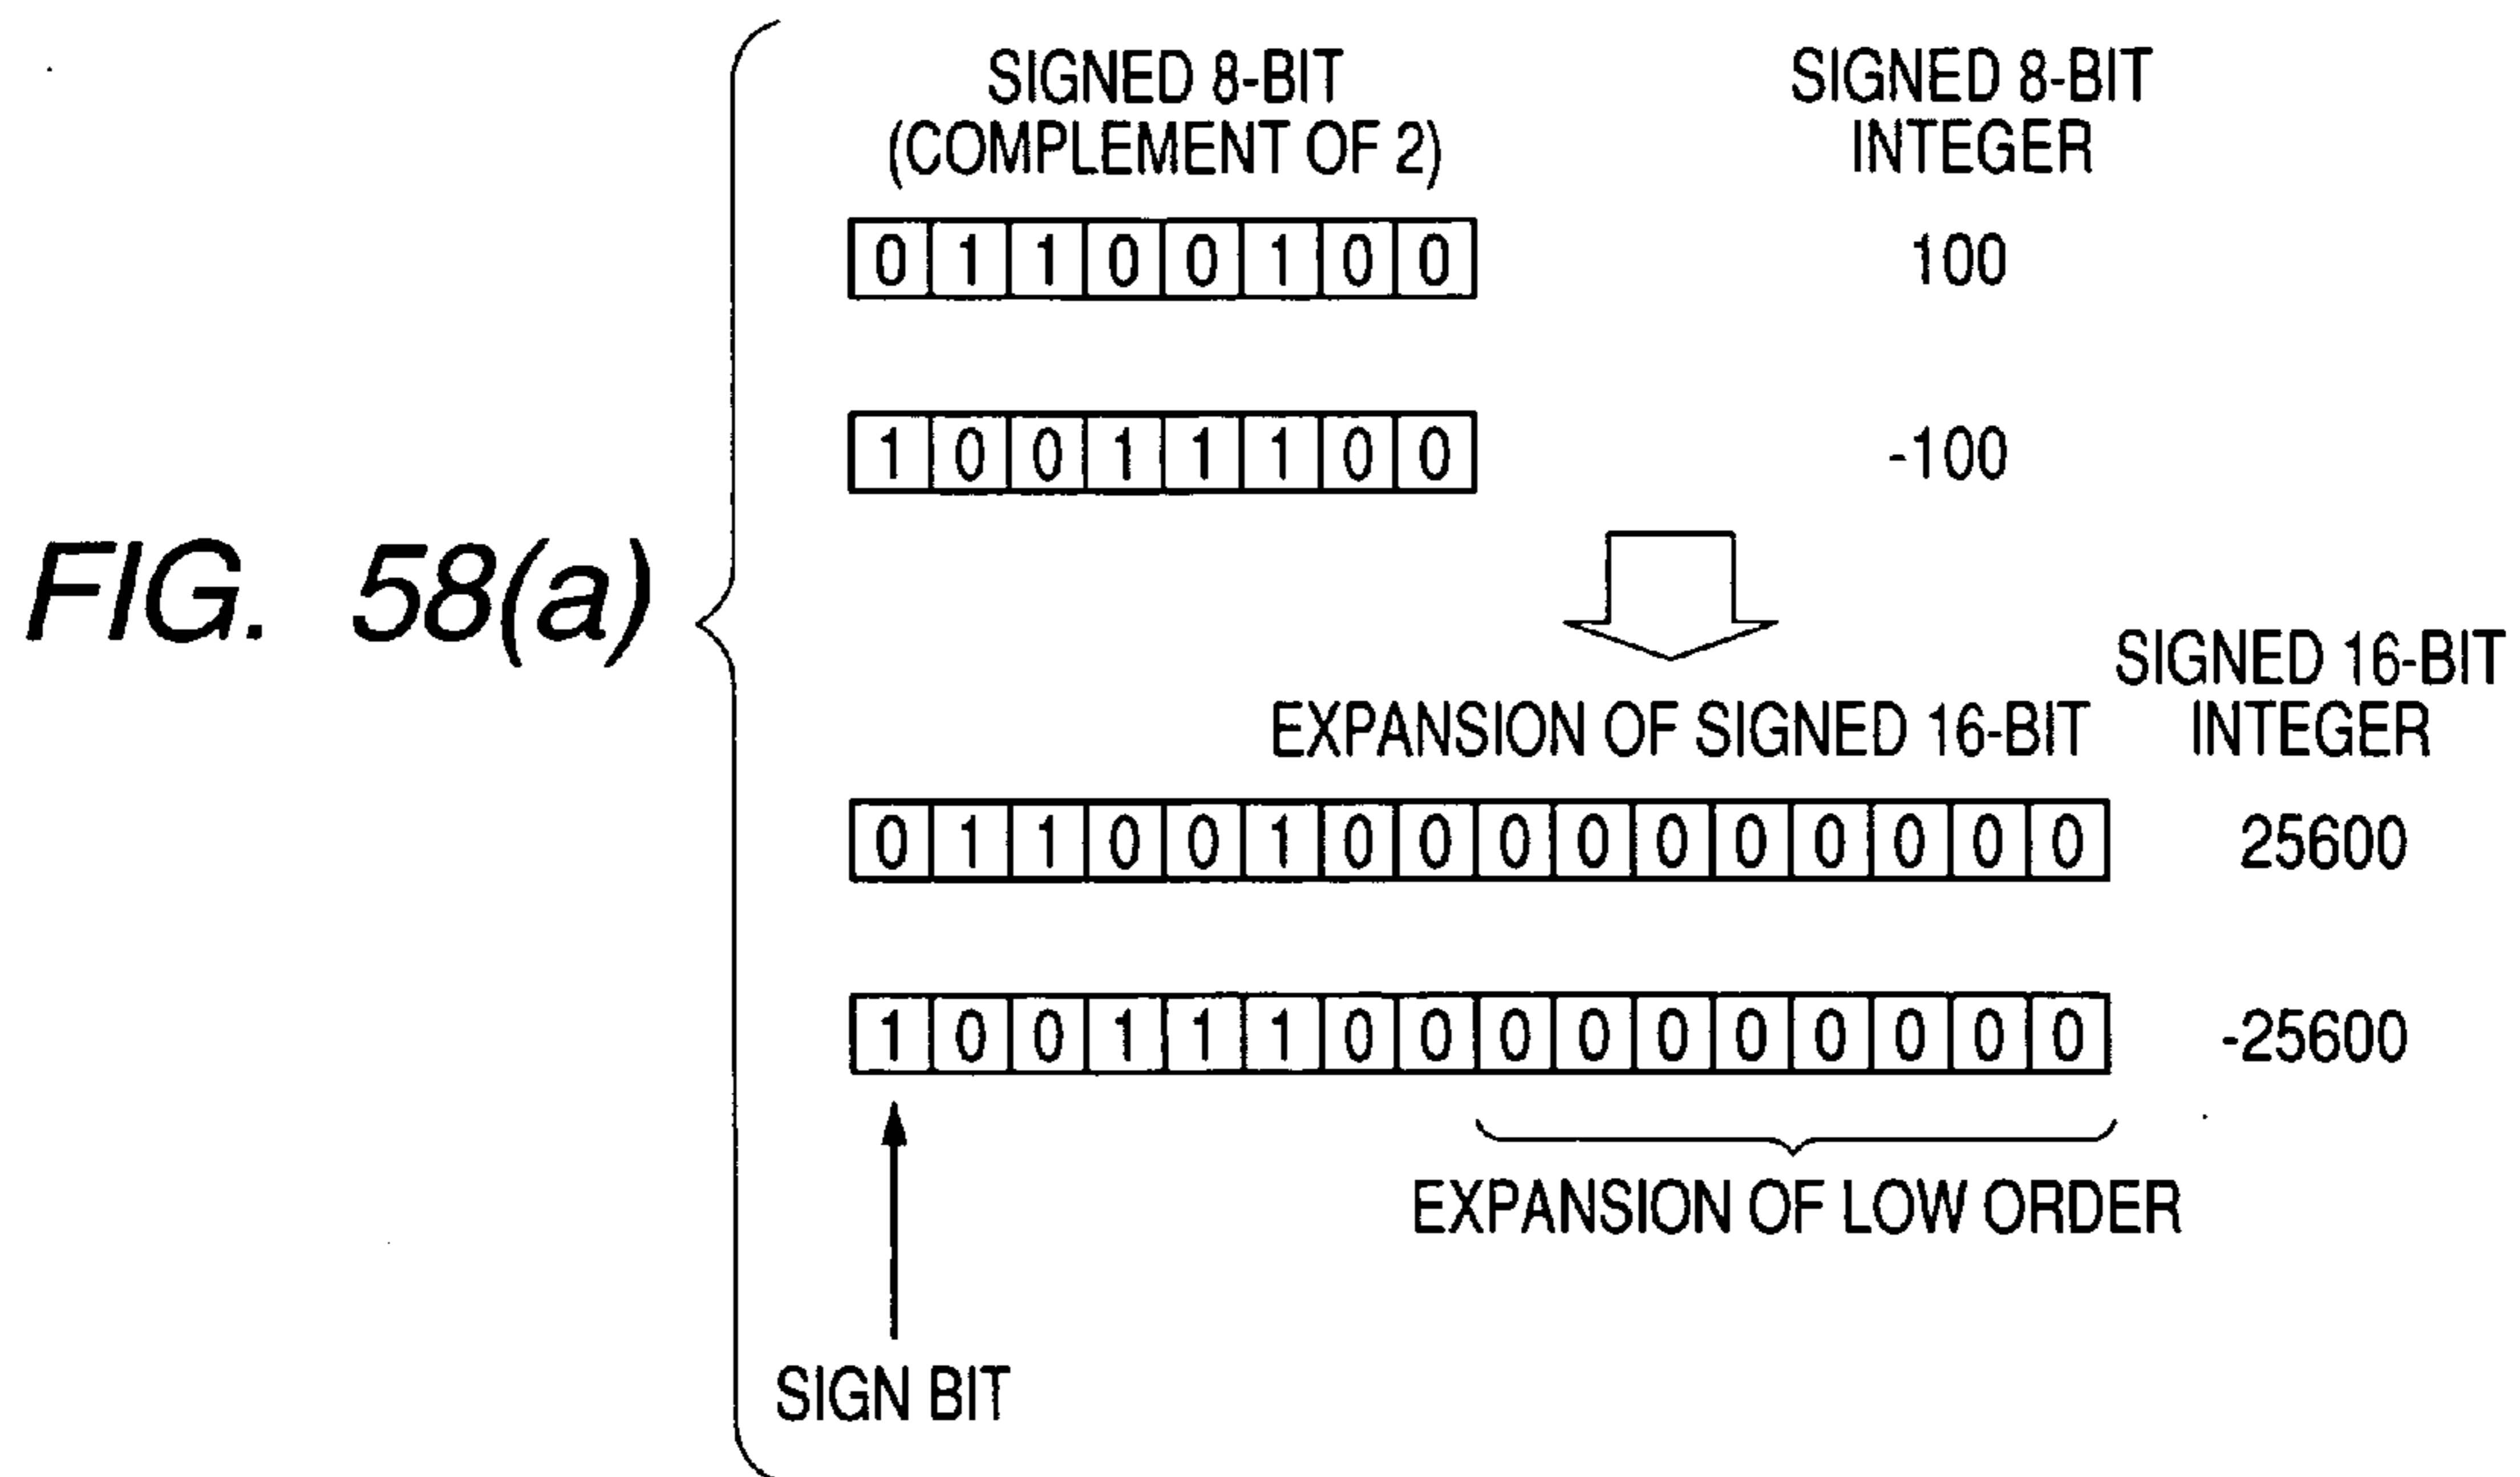 SIGNED 8-BIT
(COMPLEMENT OF 2)
SIGNED 8-BIT
INTEGER
0 1 1 0 0 1 0 0
100
1 0 0 1 1 1 0 0
-100
FIG. 58(a)
EXPANSION OF SIGNED 16-BIT
SIGNED 16-BIT
INTEGER
0 1 1 0 0 1 0 0 0 0 0 0 0 0 0 0
25600
1 0 0 1 1 1 0 0 0 0 0 0 0 0 0 0
-25600
EXPANSION OF LOW ORDER
SIGN BIT